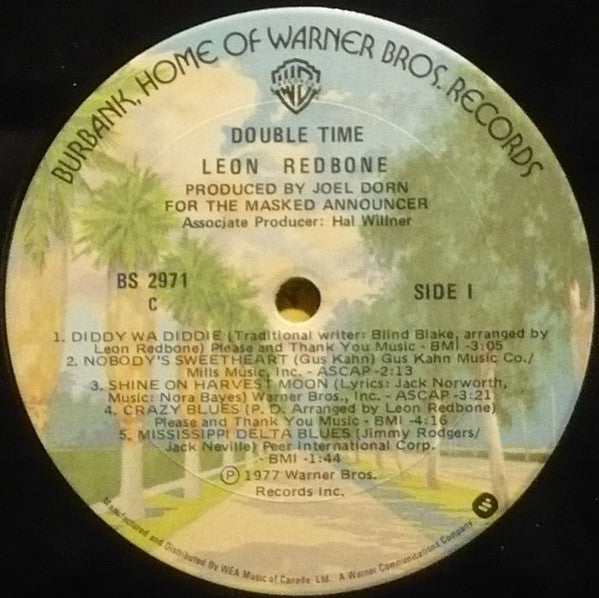 BURBANK, HOME OF WARNER BROS. RECORDS
RECORDS
DOUBLE TIME
LEON REDBONE
PRODUCED BY JOEL DORN
FOR THE MASKED ANNOUNCER
Associate Producer: Hal Willner
BS 2971
C
SIDE I
1. DIDDY WA DIDDIE (Traditional writer: Blind Blake, arranged by
Leon Redbone) Please and Thank You Music - BMI -3:05
2. NOBODY'S SWEETHEART (Gus Kahn) Gus Kahn Music Co./
Mills Music, Inc. - ASCAP -2:13
3. SHINE ON HARVEST MOON (Lyrics: Jack Norworth,
Music: Nora Bayes) Warner Bros., Inc. - ASCAP -3:21
4. CRAZY BLUES (P. D. Arranged by Leon Redbone)
Please and Thank You Music - BMI -4:16
5. MISSISSIPPI DELTA BLUES (Jimmy Rodgers/
Jack Neville) Peer International Corp.
- BMI -1:44
Ⓟ 1977 Warner Bros.
Records Inc.
Manufactured and Distributed By WEA Music of Canada, Ltd. A Warner Communications Company